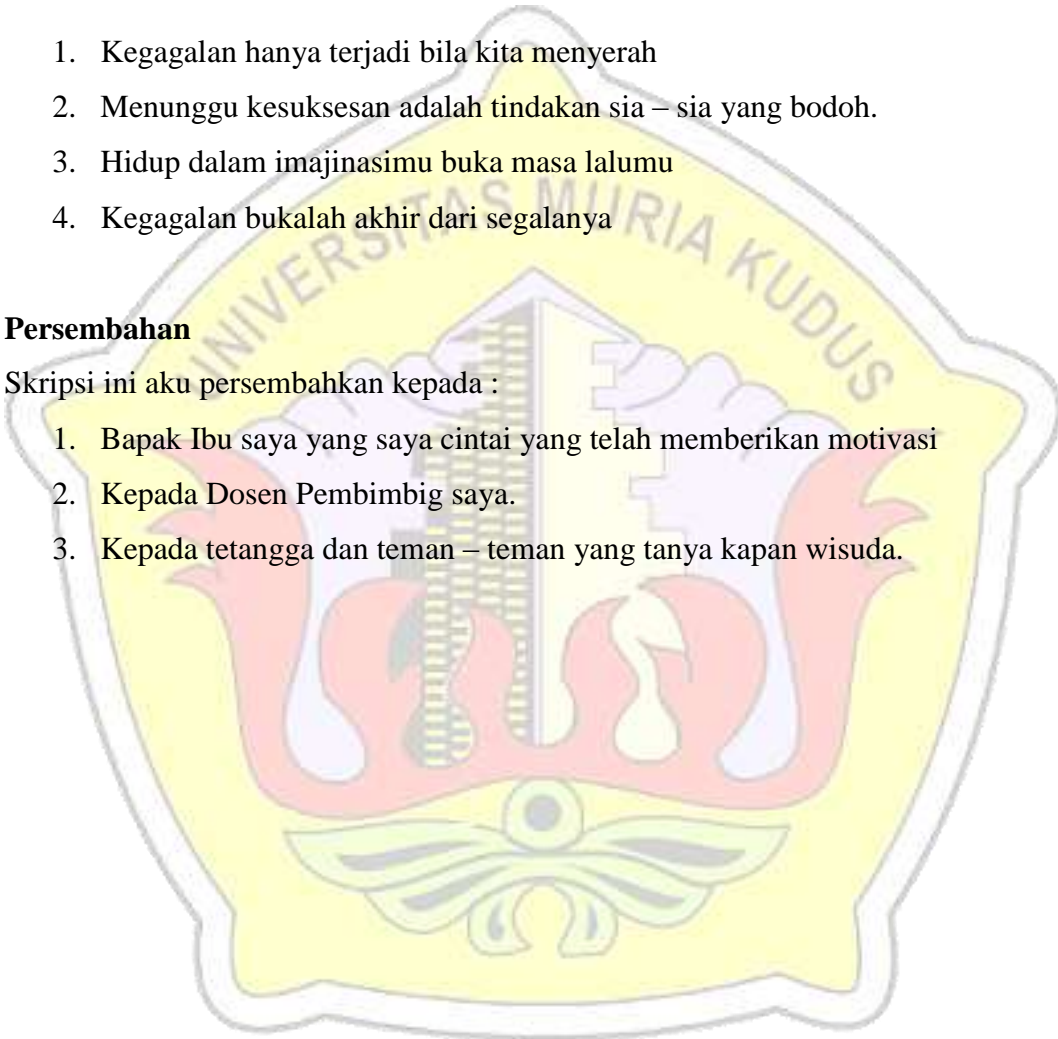 1. Kegagalan hanya terjadi bila kita menyerah
2. Menunggu kesuksesan adalah tindakan sia – sia yang bodoh.
3. Hidup dalam imajinasimu buka masa lalumu
4. Kegagalan bukalah akhir dari segalanya
UNIVERSITAS MURIA KUDUS
Persembahan
Skripsi ini aku persembahkan kepada :
1. Bapak Ibu saya yang saya cintai yang telah memberikan motivasi
2. Kepada Dosen Pembimbig saya.
3. Kepada tetangga dan teman – teman yang tanya kapan wisuda.